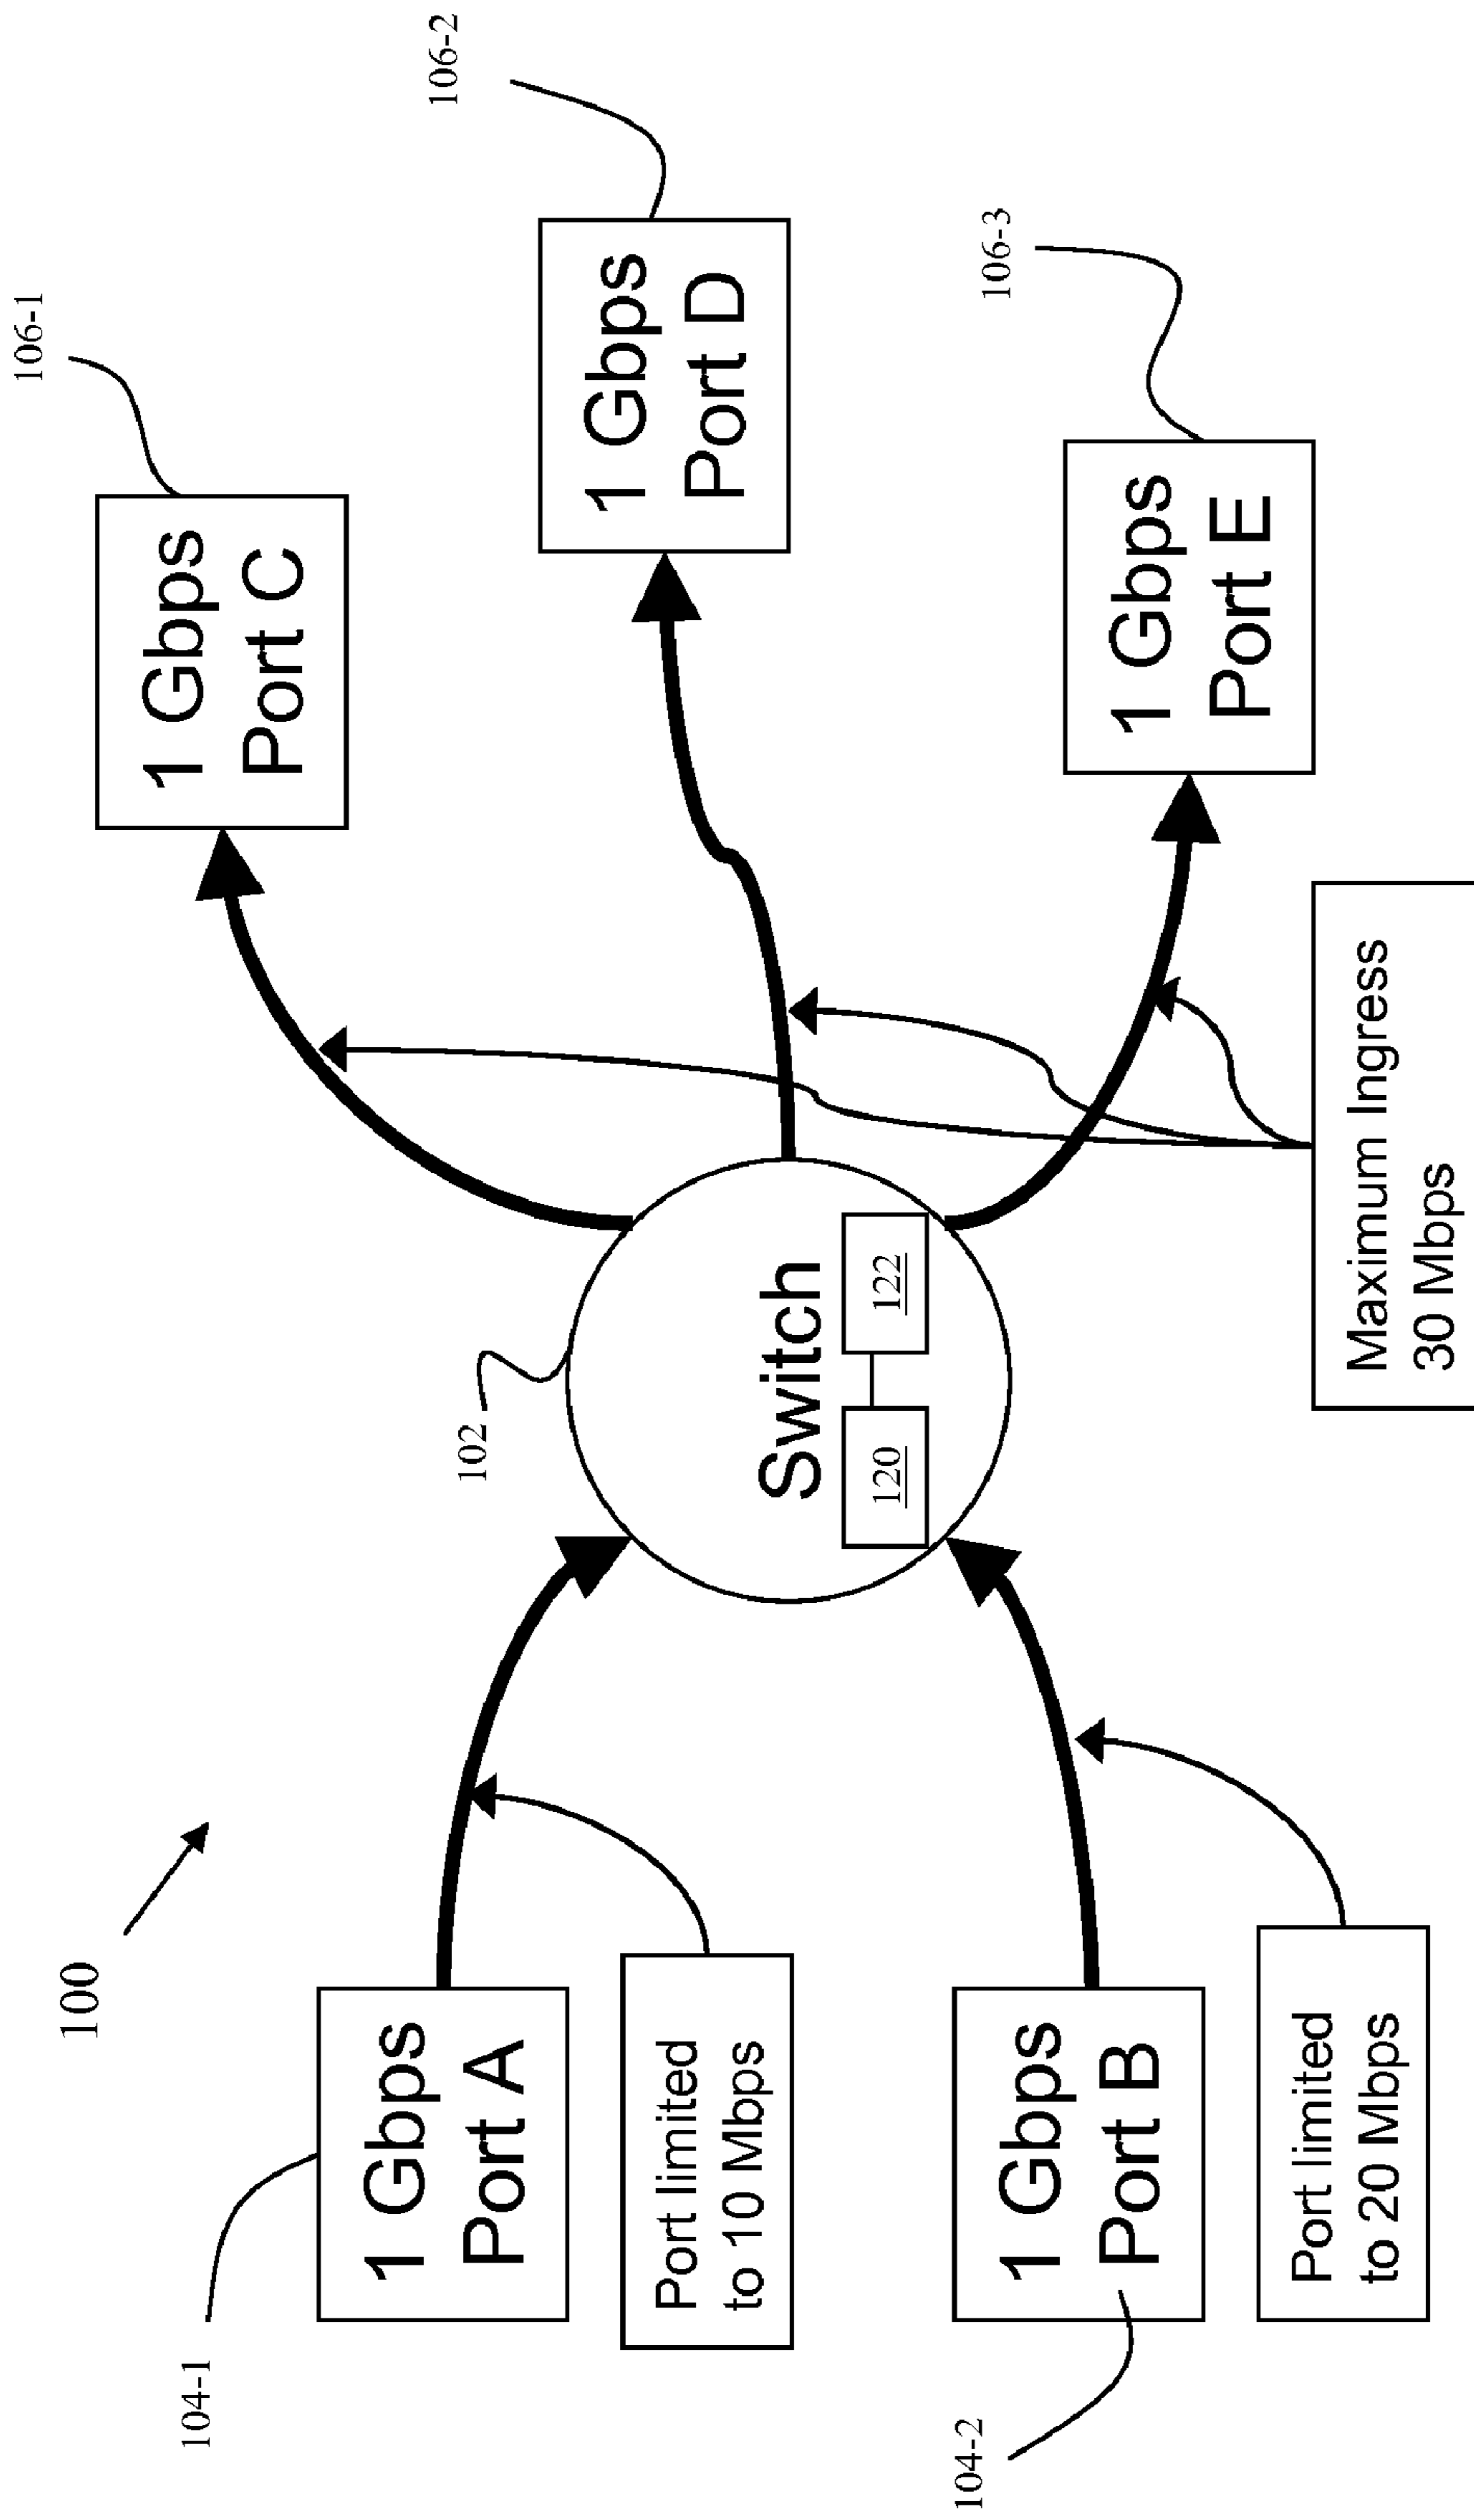 100
104-1
1 Gbps
Port A
Port limited
to 10 Mbps
104-2
1 Gbps
Port B
Port limited
to 20 Mbps
102
Switch
120
122
Maximum Ingress
30 Mbps
106-1
1 Gbps
Port C
106-2
1 Gbps
Port D
106-3
1 Gbps
Port E